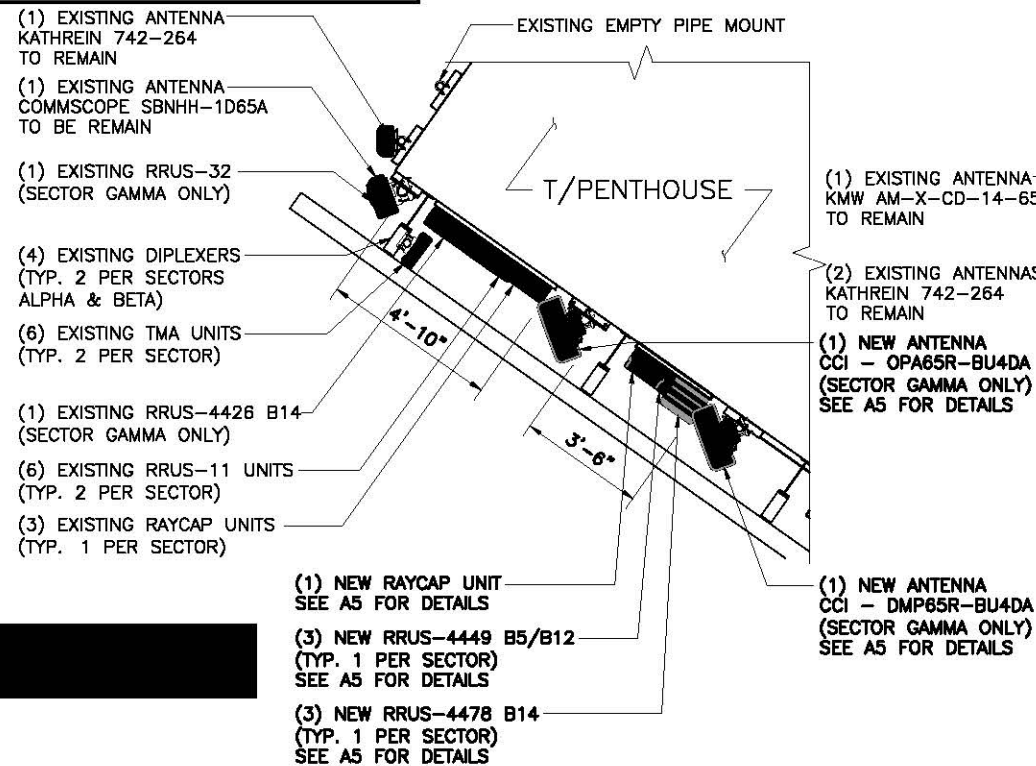 (1) EXISTING ANTENNA
KATHREIN 742-264
TO REMAIN
(1) EXISTING ANTENNA
COMMSCOPE SBNHH-1D65A
TO BE REMAIN
(1) EXISTING RRUS-32
(SECTOR GAMMA ONLY)
(4) EXISTING DIPLEXERS
(TYP. 2 PER SECTORS
ALPHA & BETA)
(6) EXISTING TMA UNITS
(TYP. 2 PER SECTOR)
(1) EXISTING RRUS-4426 B14
(SECTOR GAMMA ONLY)
(6) EXISTING RRUS-11 UNITS
(TYP. 2 PER SECTOR)
(3) EXISTING RAYCAP UNITS
(TYP. 1 PER SECTOR)
EXISTING EMPTY PIPE MOUNT
T/PENTHOUSE
4'-10"
3'-6"
(1) EXISTING ANTENNA
KMW AM-X-CD-14-65
TO REMAIN
(2) EXISTING ANTENNAS
KATHREIN 742-264
TO REMAIN
(1) NEW ANTENNA
CCI - OPA65R-BU4DA
(SECTOR GAMMA ONLY)
SEE A5 FOR DETAILS
(1) NEW ANTENNA
CCI - DMP65R-BU4DA
(SECTOR GAMMA ONLY)
SEE A5 FOR DETAILS
(1) NEW RAYCAP UNIT
SEE A5 FOR DETAILS
(3) NEW RRUS-4449 B5/B12
(TYP. 1 PER SECTOR)
SEE A5 FOR DETAILS
(3) NEW RRUS-4478 B14
(TYP. 1 PER SECTOR)
SEE A5 FOR DETAILS